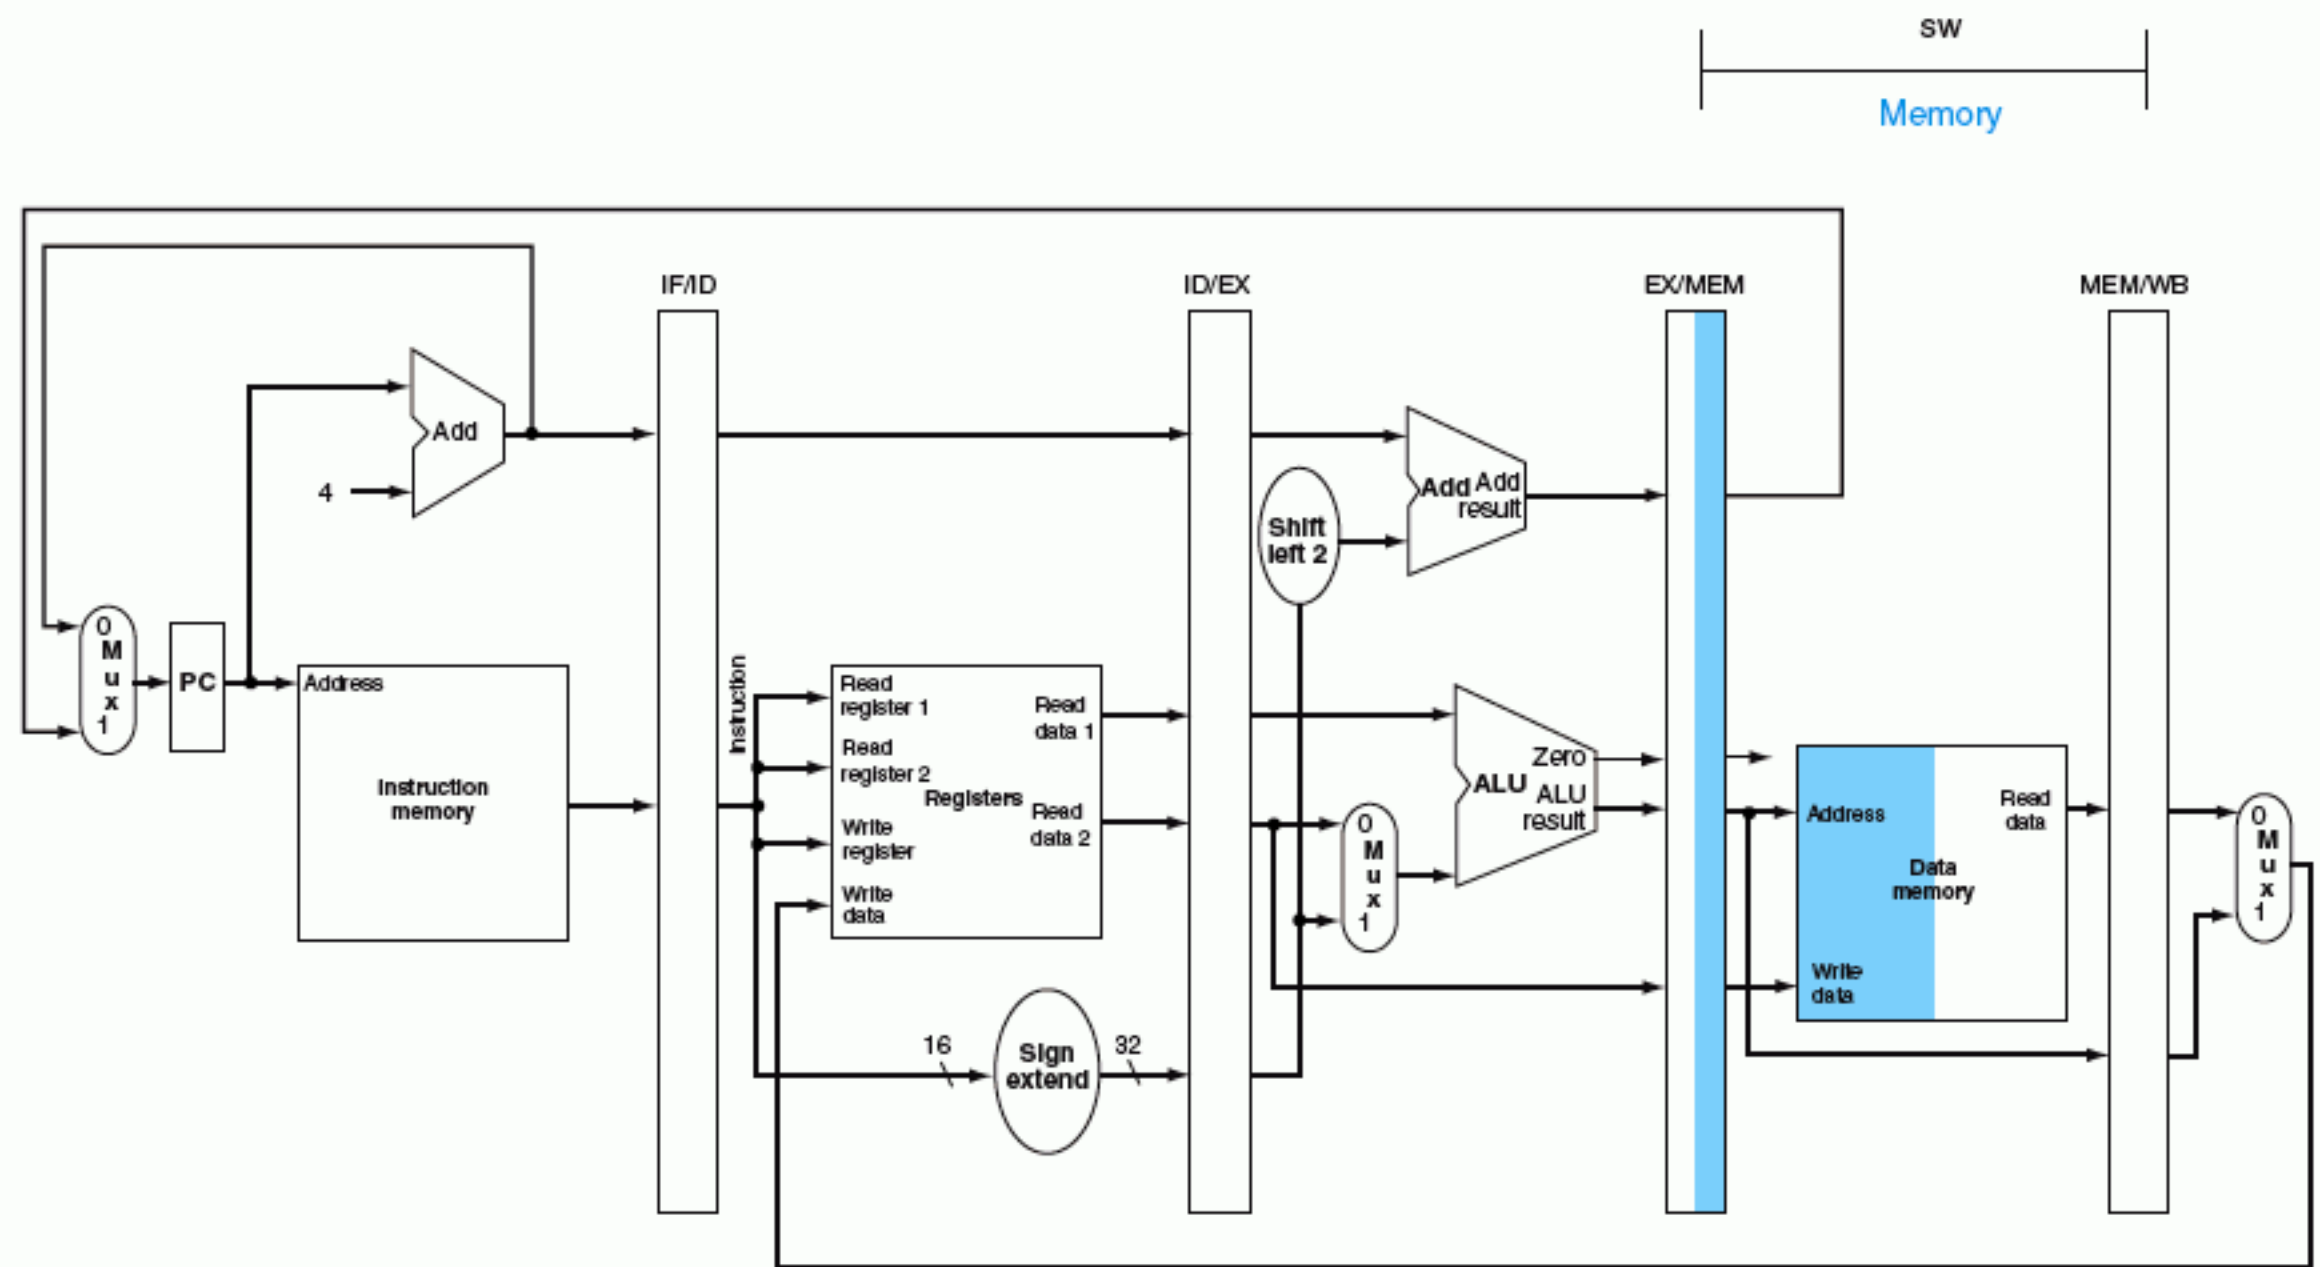 SW
Memory
IF/ID
ID/EX
EX/MEM
MEM/WB
Add
4
Add Add
result
Shift
left 2
0
M
u
x
1
PC
Address
Instruction
memory
Instruction
Read
register 1
Read
register 2
Write
register
Write
data
Registers
Read
data 1
Read
data 2
16
Sign
extend
32
0
M
u
x
1
Zero
ALU
ALU
result
Address
Read
data
Data
memory
Write
data
0
M
u
x
1